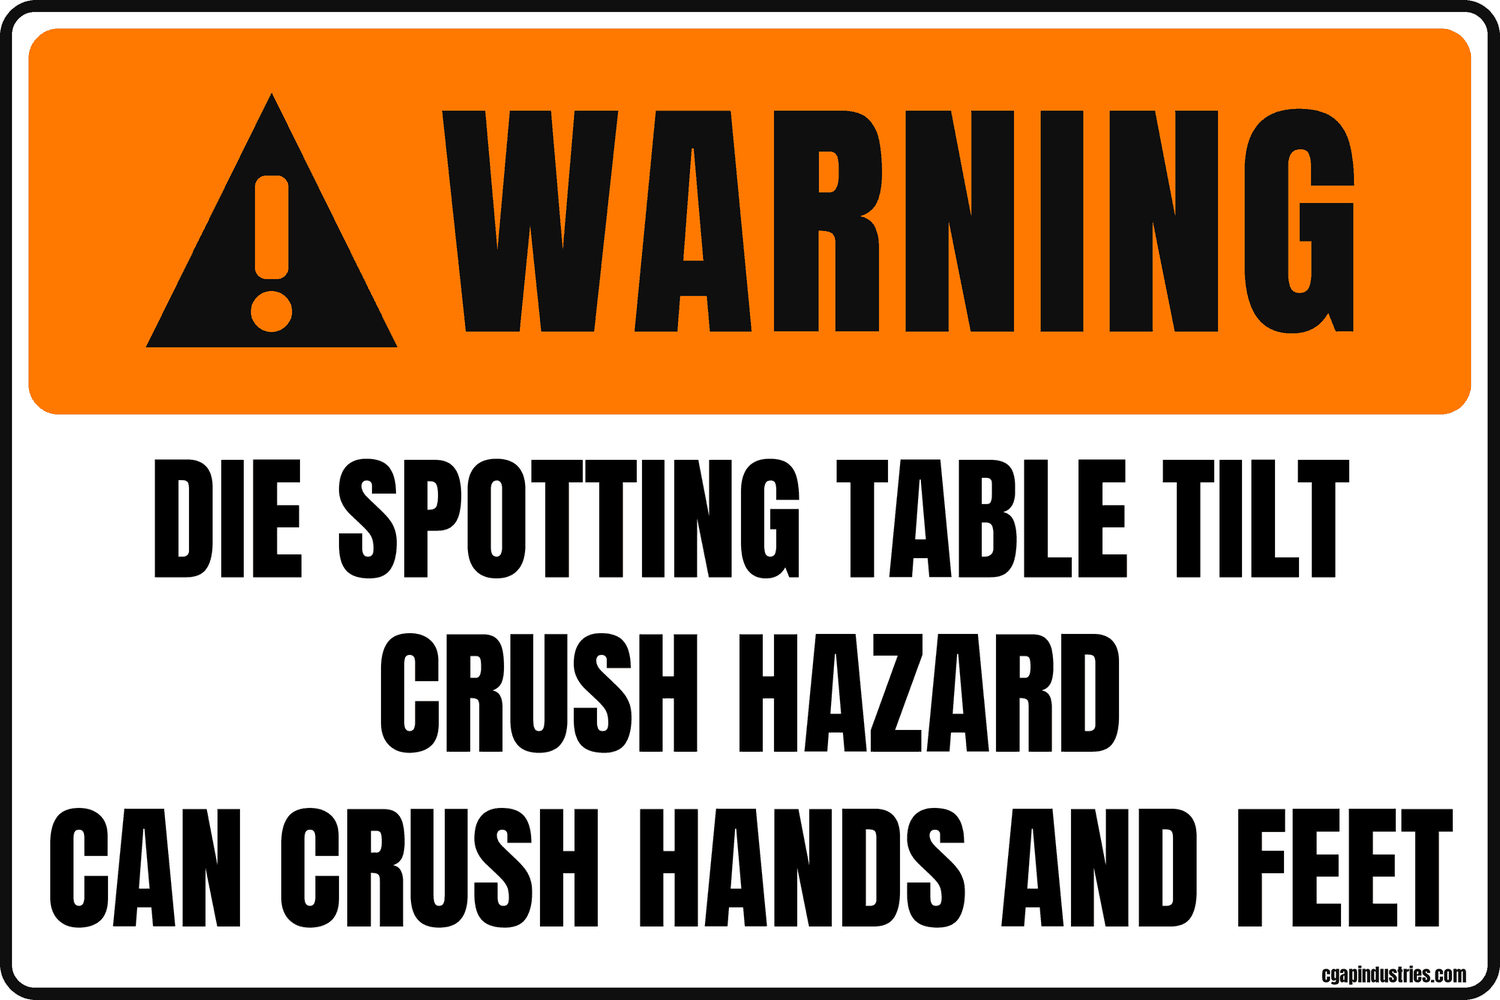 WARNING
DIE SPOTTING TABLE TILT
CRUSH HAZARD
CAN CRUSH HANDS AND FEET
cgapindustries.com